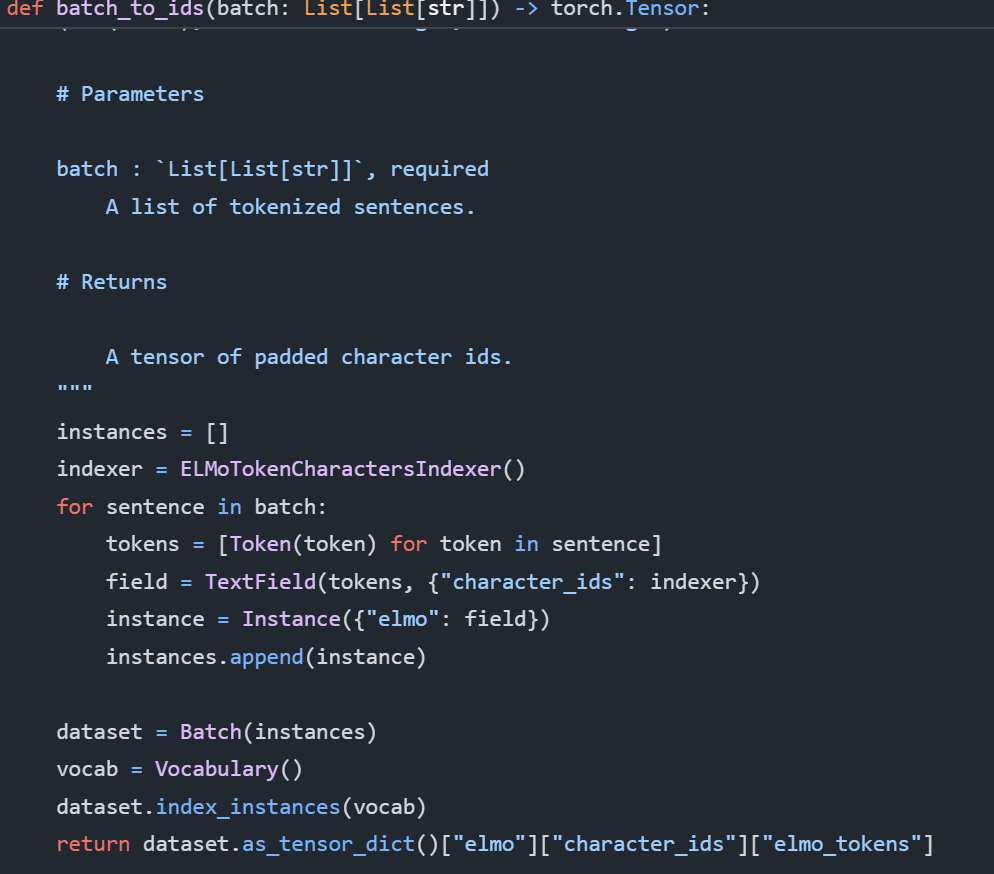 def batch_to_ids(batch: List[List[str]]) -> torch.Tensor:
# Parameters
batch : `List[List[str]]`, required
A list of tokenized sentences.
# Returns
A tensor of padded character ids.
"""
instances = []
indexer = ELMoTokenCharactersIndexer()
for sentence in batch:
tokens = [Token(token) for token in sentence]
field = TextField(tokens, {"character_ids": indexer})
instance = Instance({"elmo": field})
instances.append(instance)
dataset = Batch(instances)
vocab = Vocabulary()
dataset.index_instances(vocab)
return dataset.as_tensor_dict()["elmo"]["character_ids"]["elmo_tokens"]